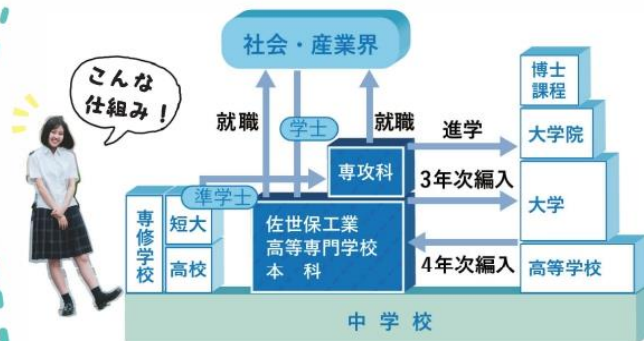 こんな
仕組み！
社会・産業界
就職
学士
就職
進学
博士
課程
大学院
専攻科
3年次編入
準学士
大学
専修学校
短大
高校
佐世保工業
高等専門学校
本 科
4年次編入
高等学校
中 学 校